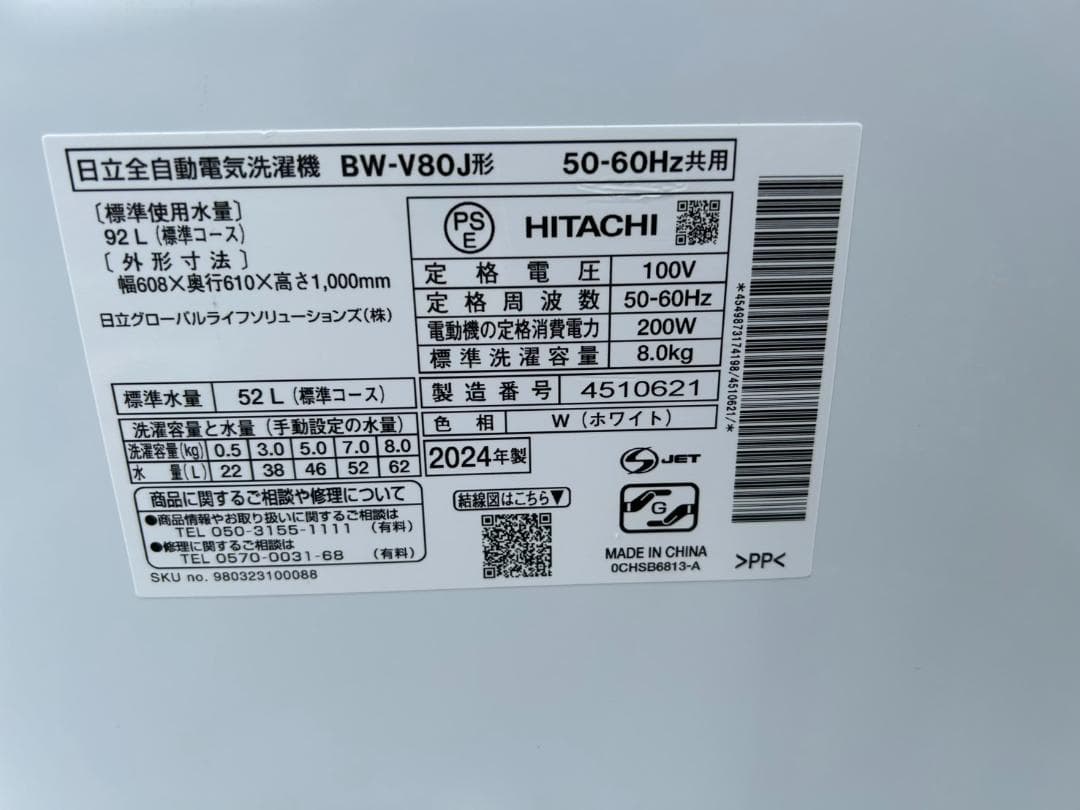 日立全自動電気洗濯機 BW-V80J形 50-60Hz共用
〔標準使用水量〕
92 L (標準コース)
〔外形寸法〕
幅608×奥行610×高さ1,000mm
日立グローバルライフソリューションズ(株)
PS
E
HITACHI
定格電圧 100V
定格周波数 50-60Hz
電動機の定格消費電力 200W
標準洗濯容量 8.0kg
製造番号 4510621
色相 W (ホワイト)
標準水量 52 L (標準コース)
洗濯容量と水量 (手動設定の水量)
洗濯容量(kg) 0.5 3.0 5.0 7.0 8.0
水量(L) 22 38 46 52 62
2024年製
商品に関するご相談や修理について
●商品情報やお取り扱いに関するご相談は
TEL 050-3155-1111 (有料)
●修理に関するご相談は
TEL 0570-0031-68 (有料)
SKU no. 980323100088
結線図はこちら▼
S JET
G
MADE IN CHINA
0CHSB6813-A
>PP<
*4549873174198/4510621/*